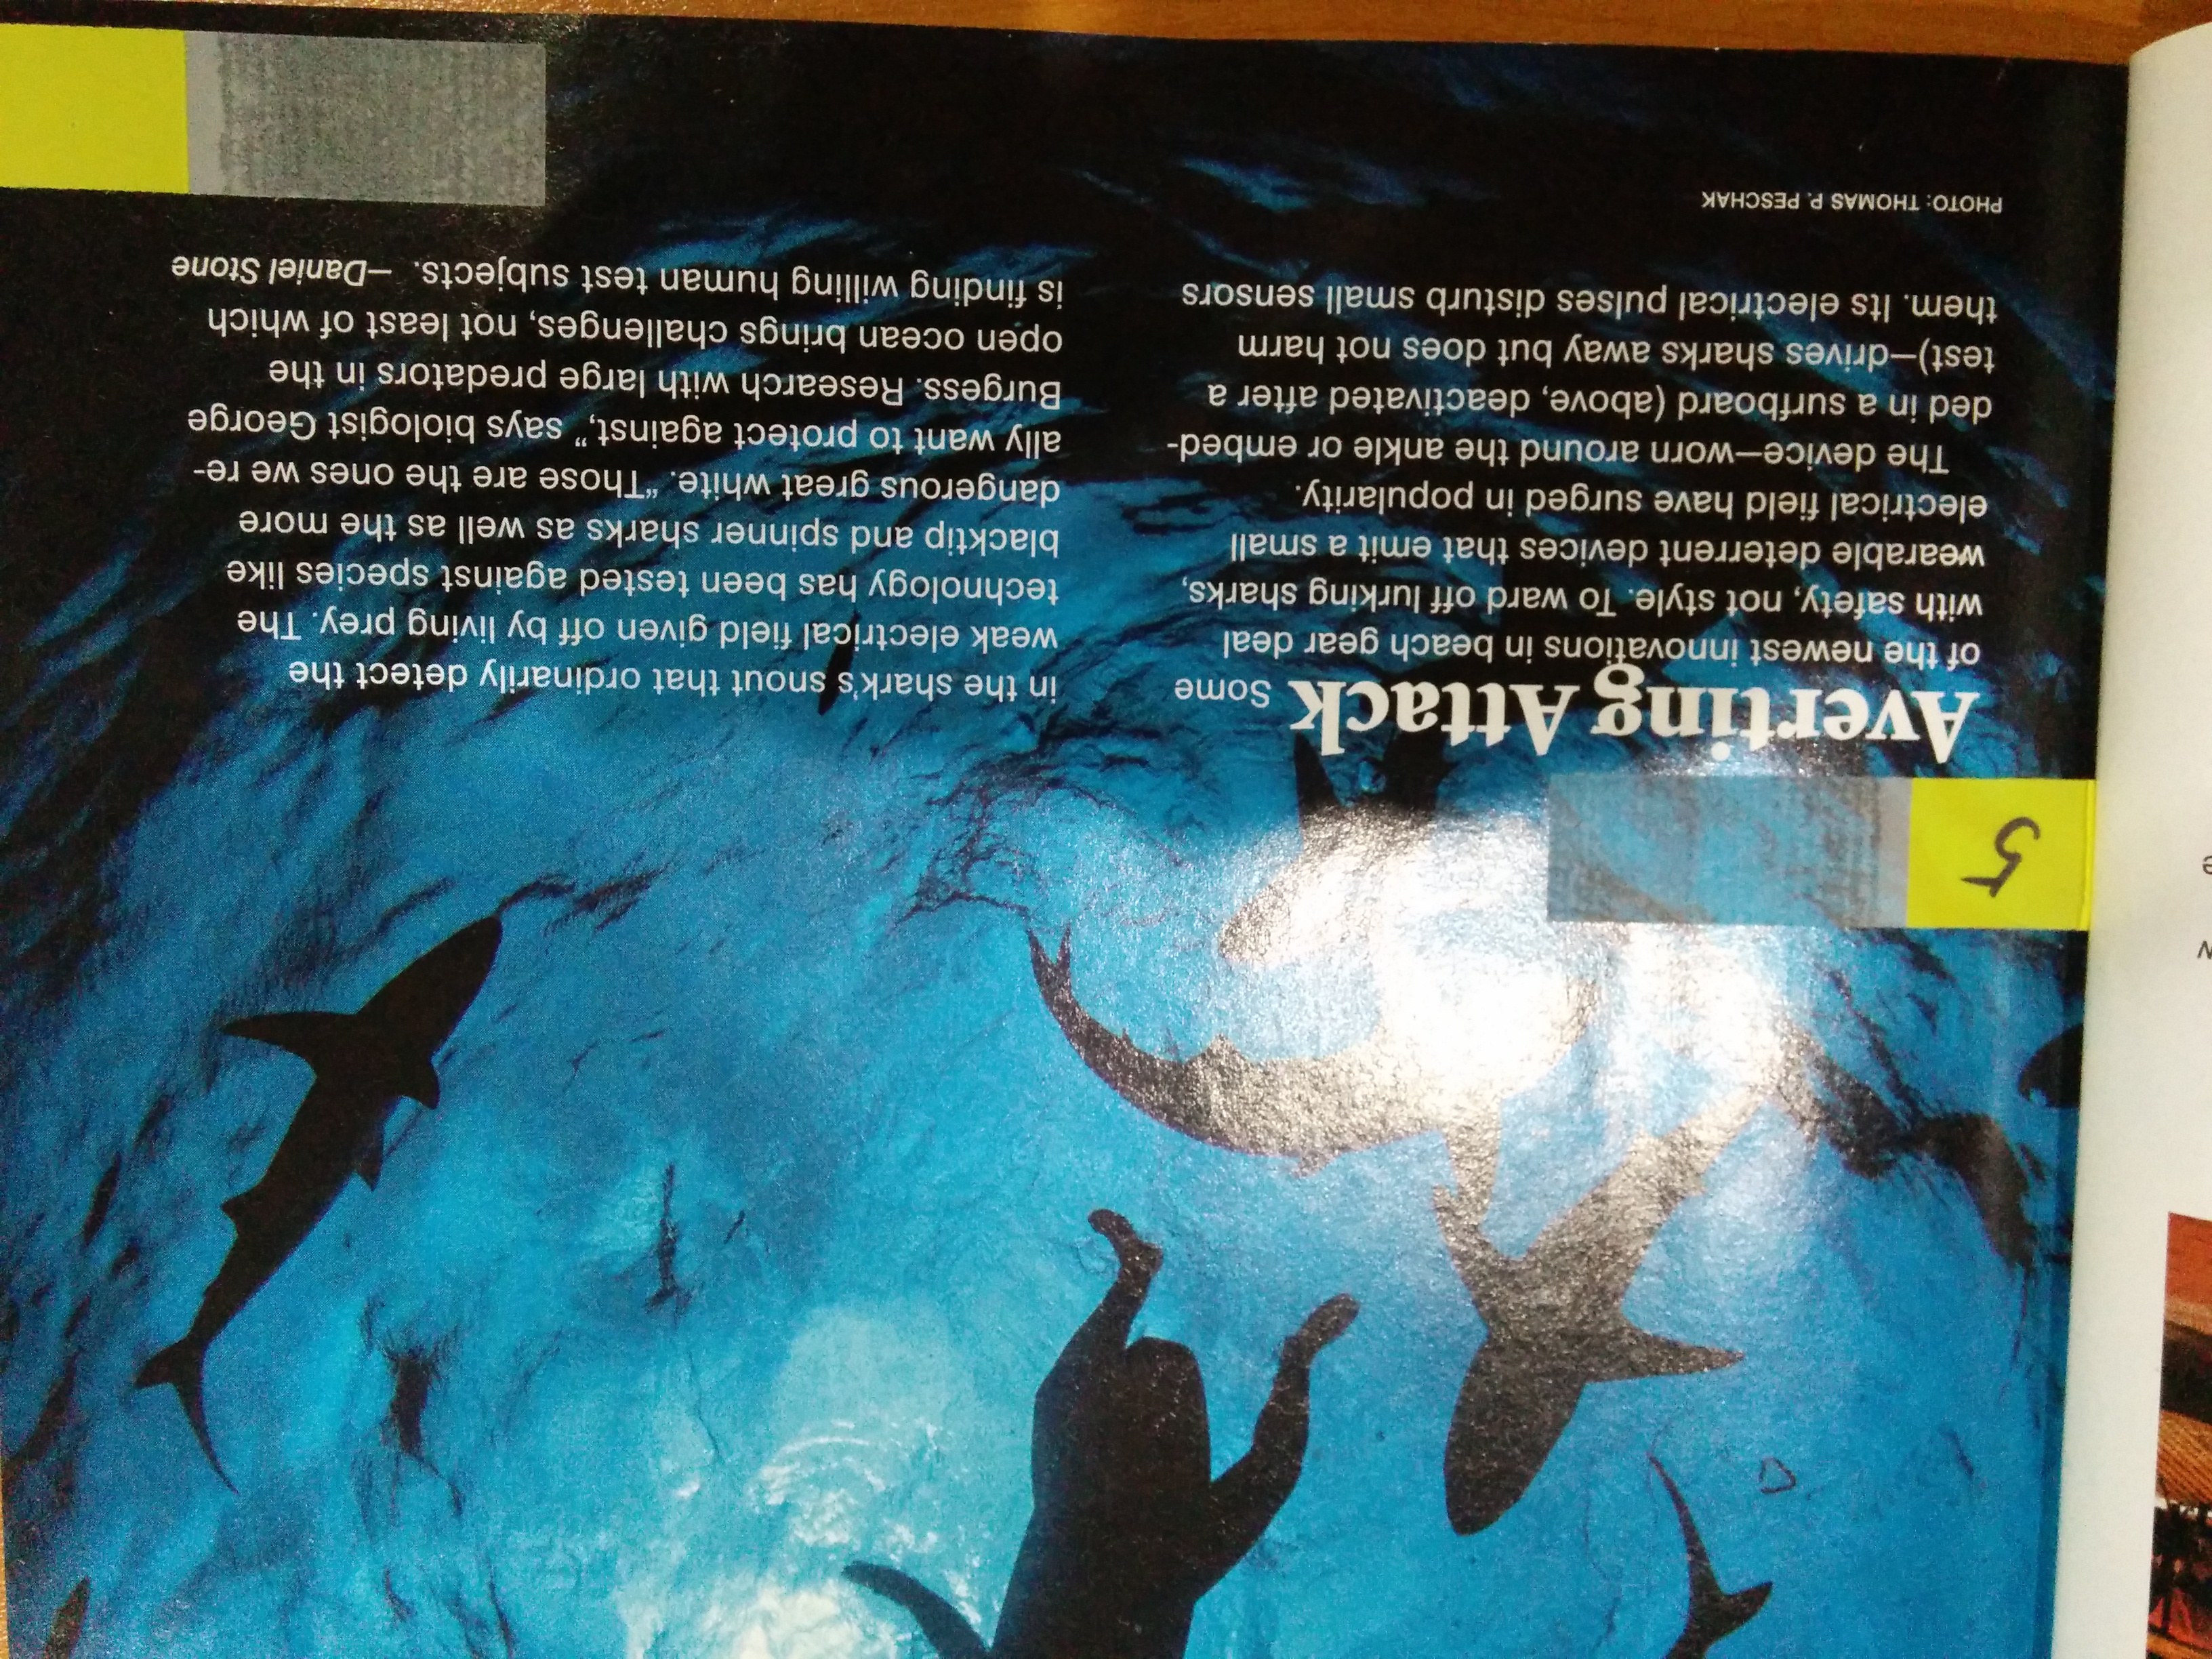 5
Averting Attack Some
of the newest innovations in beach gear deal
with safety, not style. To ward off lurking sharks,
wearable deterrent devices that emit a small
electrical field have surged in popularity.
The device—worn around the ankle or embed-
ded in a surfboard (above, deactivated after a
test)—drives sharks away but does not harm
them. Its electrical pulses disturb small sensors
in the shark's snout that ordinarily detect the
weak electrical field given off by living prey. The
technology has been tested against species like
blacktip and spinner sharks as well as the more
dangerous great white. “Those are the ones we re-
ally want to protect against,” says biologist George
Burgess. Research with large predators in the
open ocean brings challenges, not least of which
is finding willing human test subjects. —Daniel Stone
PHOTO: THOMAS P. PESCHAK